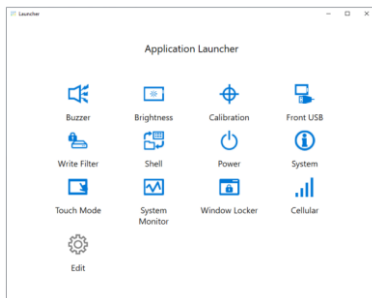 Launcher
Application Launcher
Buzzer Brightness Calibration Front USB
Write Filter Shell Power System
Touch Mode System Monitor Window Locker Cellular
Edit